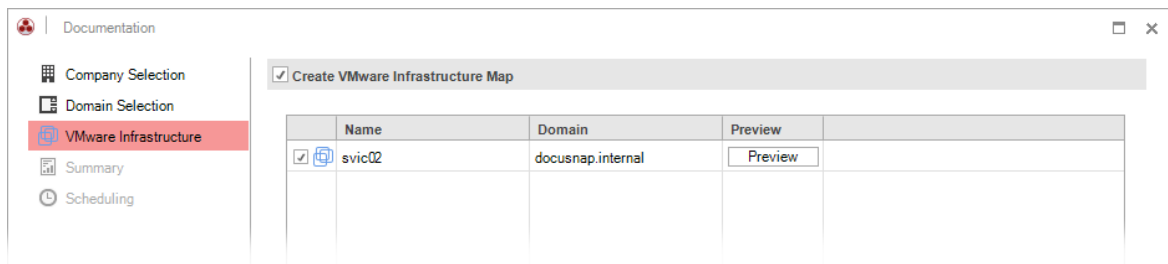 Documentation
Company Selection
Domain Selection
VMware Infrastructure
Summary
Scheduling
Create VMware Infrastructure Map
Name Domain Preview
svic02 docusnap.internal Preview